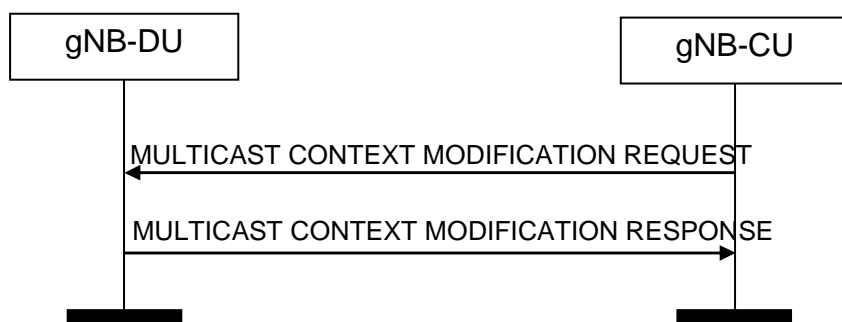 gNB-DU
gNB-CU
MULTICAST CONTEXT MODIFICATION REQUEST
MULTICAST CONTEXT MODIFICATION RESPONSE